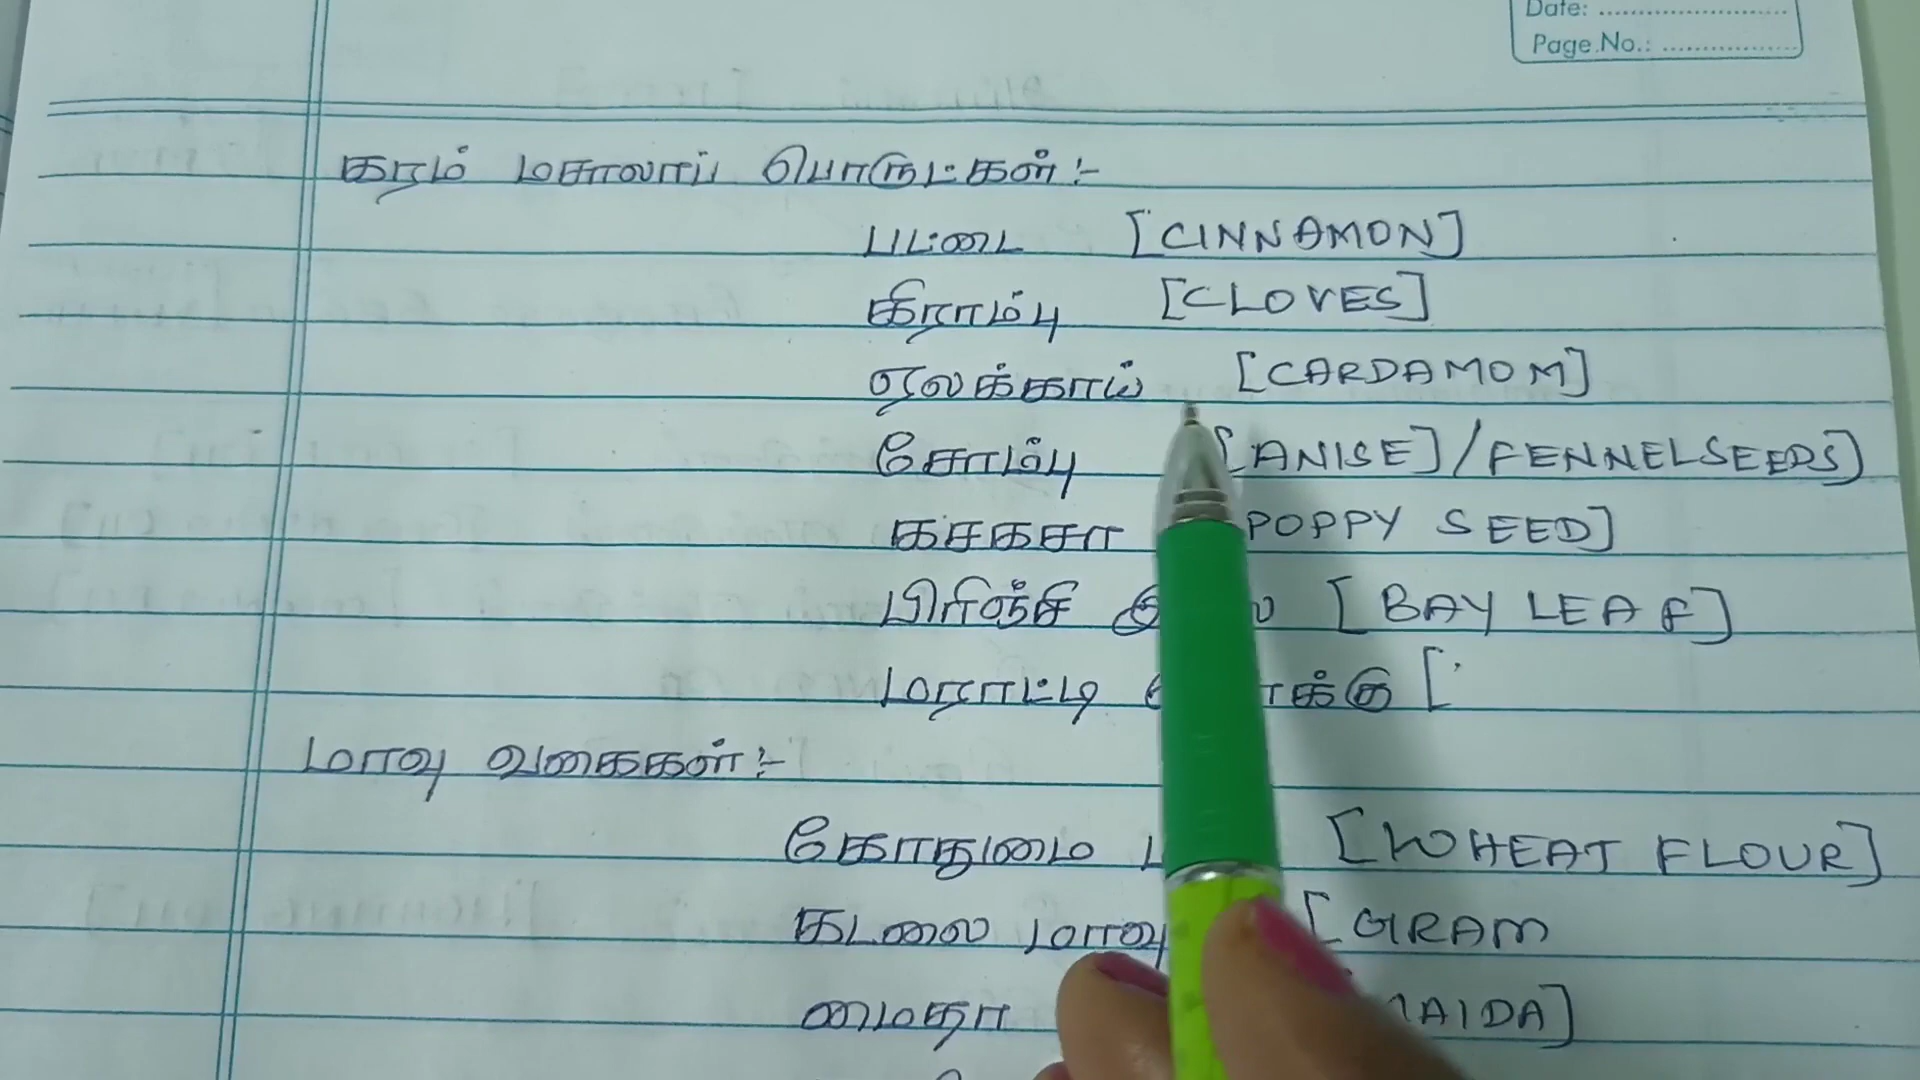 Date:
Page.No.:
கரம் மசாலாப் பொருட்கள் :-
பட்டை [CINNAMON]
கிராம்பு [CLOVES]
ஏலக்காய் [CARDAMOM]
சோம்பு [ANISE]/FENNELSEEDS]
கசகசா POPPY SEED]
பிரிஞ்சி [BAY LEAF]
மராட்டி [
மாவு வகைகள் :-
கோதுமை [WHEAT FLOUR]
கடலை மாவு [GRAM
மைதா MAIDA]